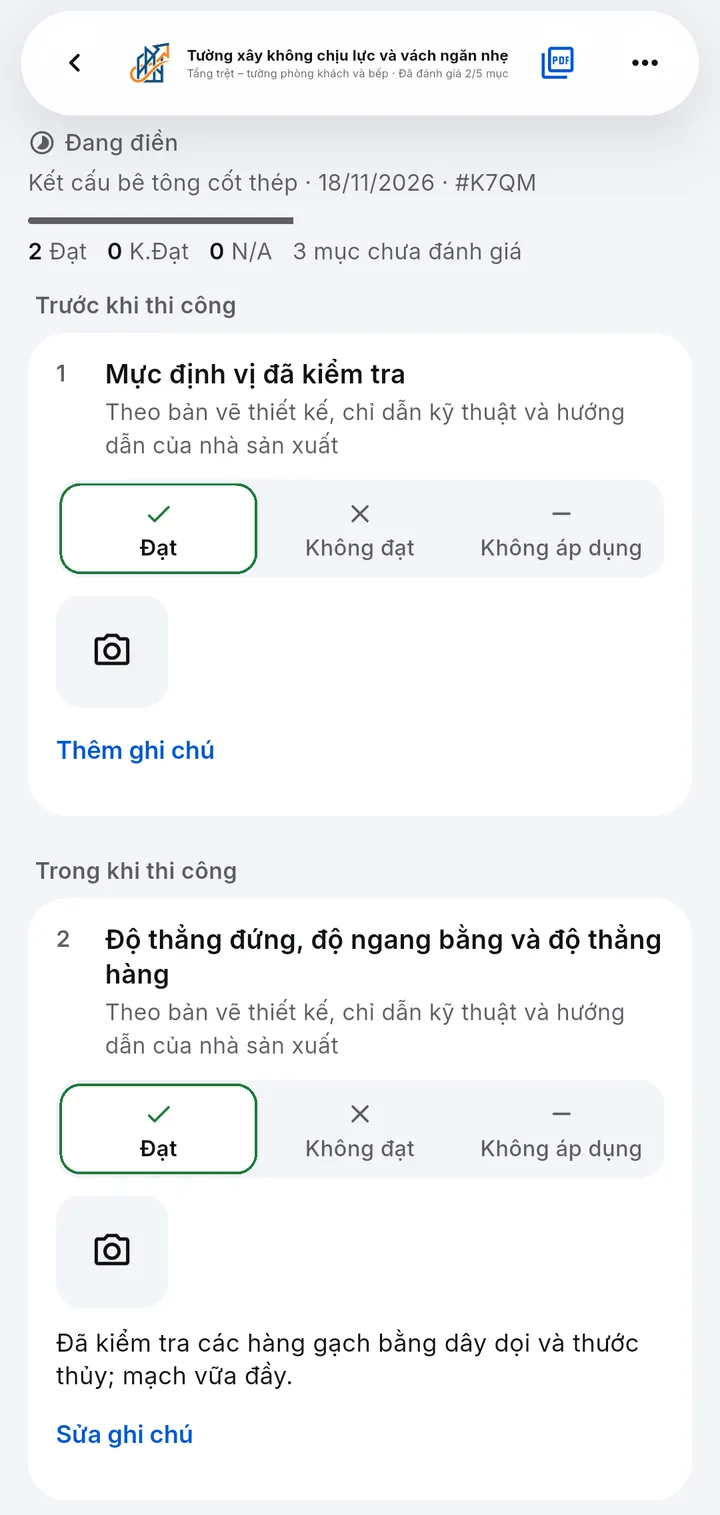 Tường xây không chịu lực và vách ngăn nhẹ
Tầng trệt – tường phòng khách và bếp · Đã đánh giá 2/5 mục
PDF
Đang điền
Kết cấu bê tông cốt thép · 18/11/2026 · #K7QM
2 Đạt 0 K.Đạt 0 N/A 3 mục chưa đánh giá
Trước khi thi công
1 Mực định vị đã kiểm tra
Theo bản vẽ thiết kế, chỉ dẫn kỹ thuật và hướng
dẫn của nhà sản xuất
Đạt Không đạt Không áp dụng
Thêm ghi chú
Trong khi thi công
2 Độ thẳng đứng, độ ngang bằng và độ thẳng
hàng
Theo bản vẽ thiết kế, chỉ dẫn kỹ thuật và hướng
dẫn của nhà sản xuất
Đạt Không đạt Không áp dụng
Đã kiểm tra các hàng gạch bằng dây dọi và thước
thủy; mạch vữa đầy.
Sửa ghi chú